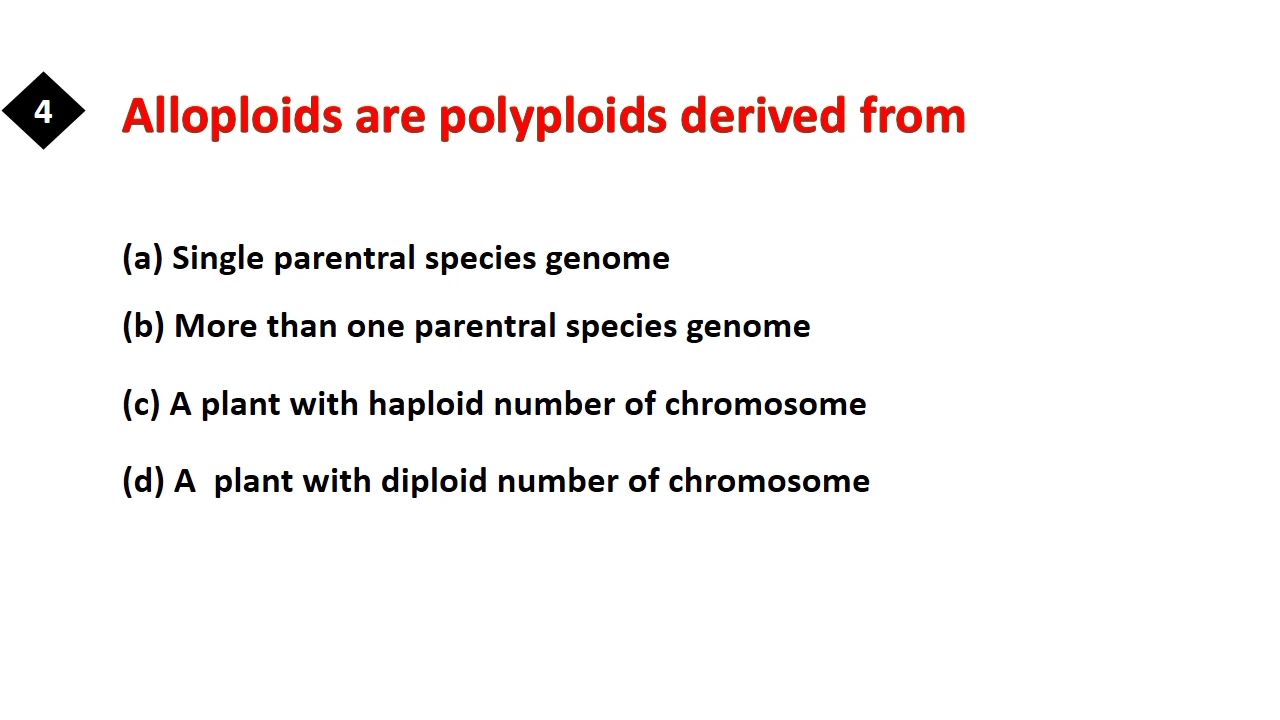 4
Alloploids are polyploids derived from
(a) Single parentral species genome
(b) More than one parentral species genome
(c) A plant with haploid number of chromosome
(d) A  plant with diploid number of chromosome